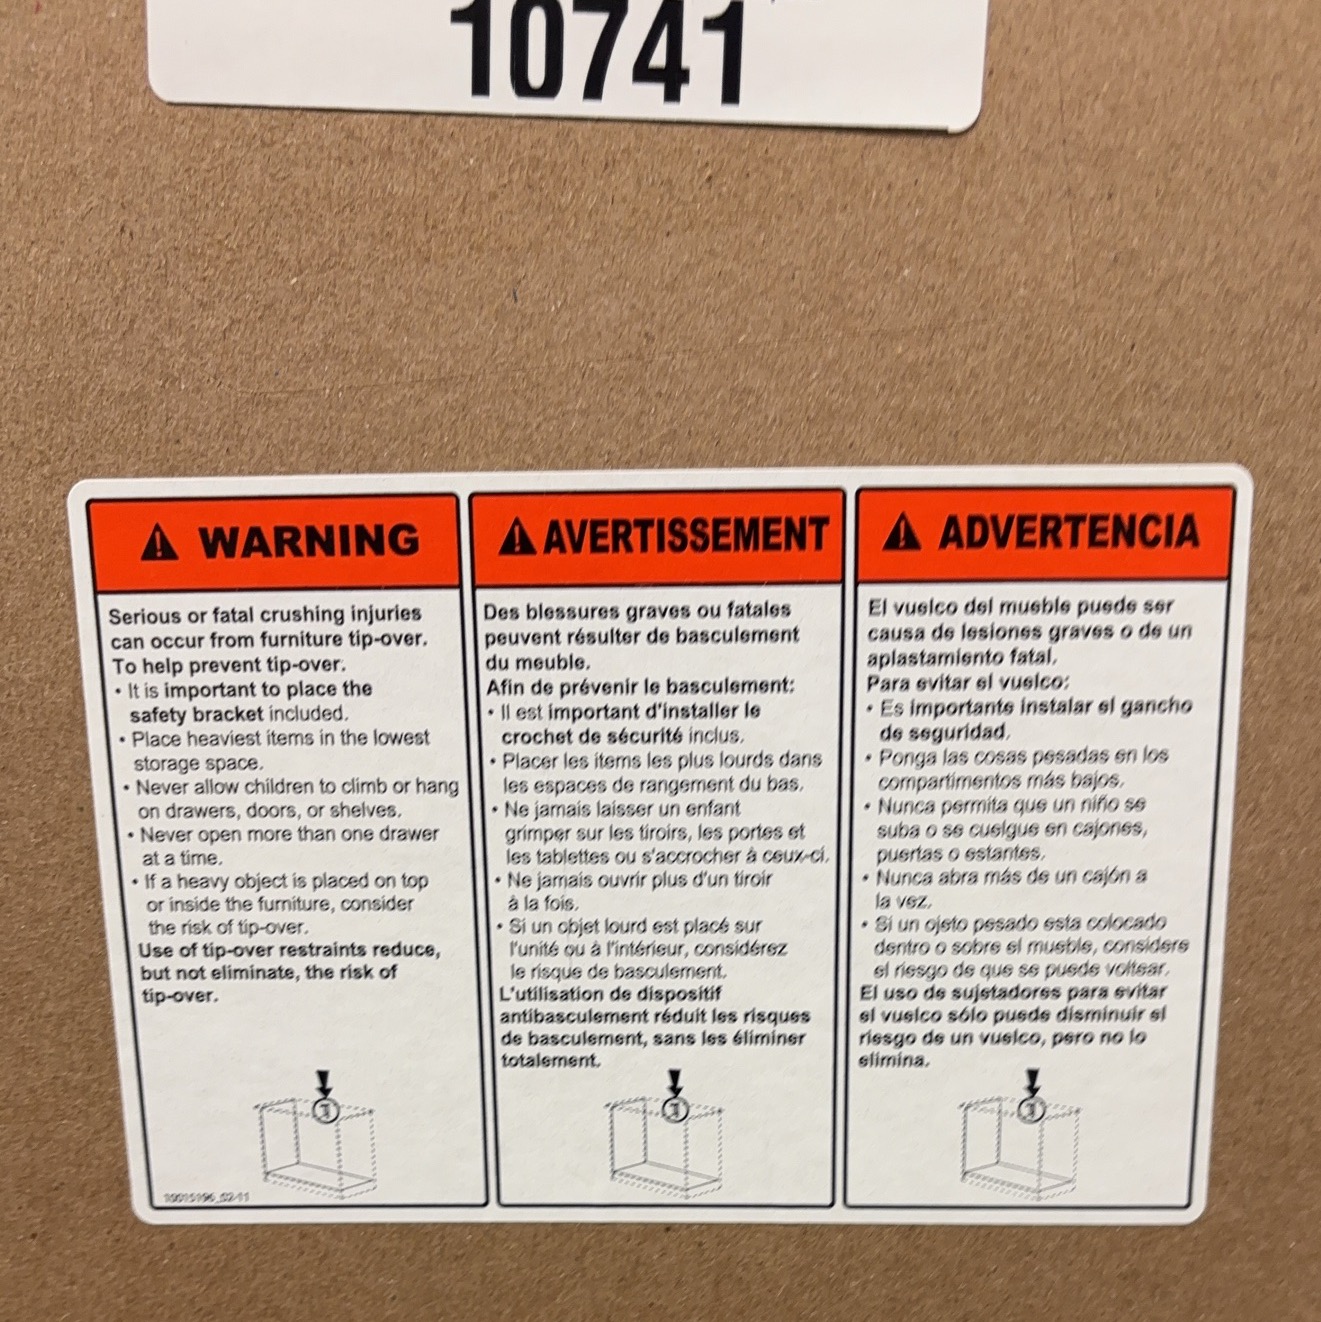 10741
WARNING
Serious or fatal crushing injuries
can occur from furniture tip-over.
To help prevent tip-over.
• It is important to place the
safety bracket included.
• Place heaviest items in the lowest
storage space.
• Never allow children to climb or hang
on drawers, doors, or shelves.
• Never open more than one drawer
at a time.
• If a heavy object is placed on top
or inside the furniture, consider
the risk of tip-over.
Use of tip-over restraints reduce,
but not eliminate, the risk of
tip-over.
AVERTISSEMENT
Des blessures graves ou fatales
peuvent résulter de basculement
du meuble.
Afin de prévenir le basculement:
• Il est important d'installer le
crochet de sécurité inclus.
• Placer les items les plus lourds dans
les espaces de rangement du bas.
• Ne jamais laisser un enfant
grimper sur les tiroirs, les portes et
les tablettes ou s'accrocher à ceux-ci.
• Ne jamais ouvrir plus d'un tiroir
à la fois.
• Si un objet lourd est placé sur
l'unité ou à l'intérieur, considérez
le risque de basculement.
L'utilisation de dispositif
antibasculement réduit les risques
de basculement, sans les éliminer
totalement.
ADVERTENCIA
El vuelco del mueble puede ser
causa de lesiones graves o de un
aplastamiento fatal.
Para evitar el vuelco:
• Es importante instalar el gancho
de seguridad.
• Ponga las cosas pesadas en los
compartimentos más bajos.
• Nunca permita que un niño se
suba o se cuelgue en cajones,
puertas o estantes.
• Nunca abra más de un cajón a
la vez.
• Si un ojeto pesado esta colocado
dentro o sobre el mueble, considere
el riesgo de que se puede voltear.
El uso de sujetadores para evitar
el vuelco sólo puede disminuir el
riesgo de un vuelco, pero no lo
elimina.